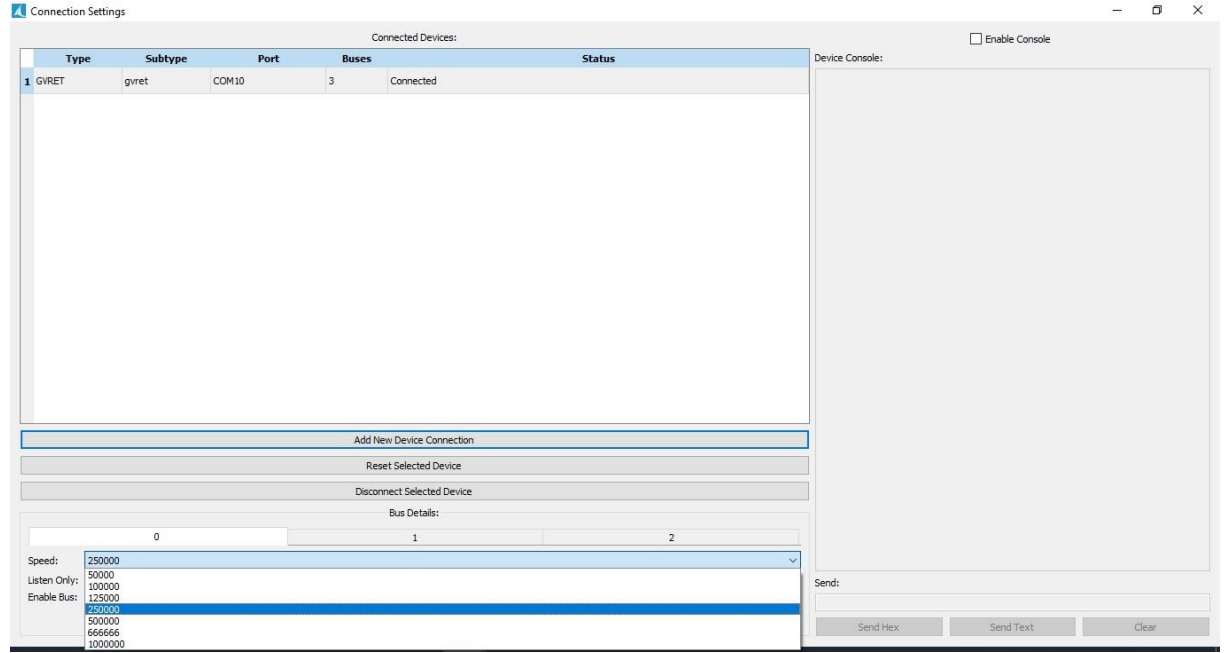 Connection Settings
Connected Devices:
Type Subtype Port Buses Status
1 GVRET gvret COM10 3 Connected
Add New Device Connection
Reset Selected Device
Disconnect Selected Device
Bus Details:
0 1 2
Speed: 250000
Listen Only:
Enable Bus:
50000
100000
125000
250000
500000
666666
1000000
Enable Console
Device Console:
Send:
Send Hex Send Text Clear